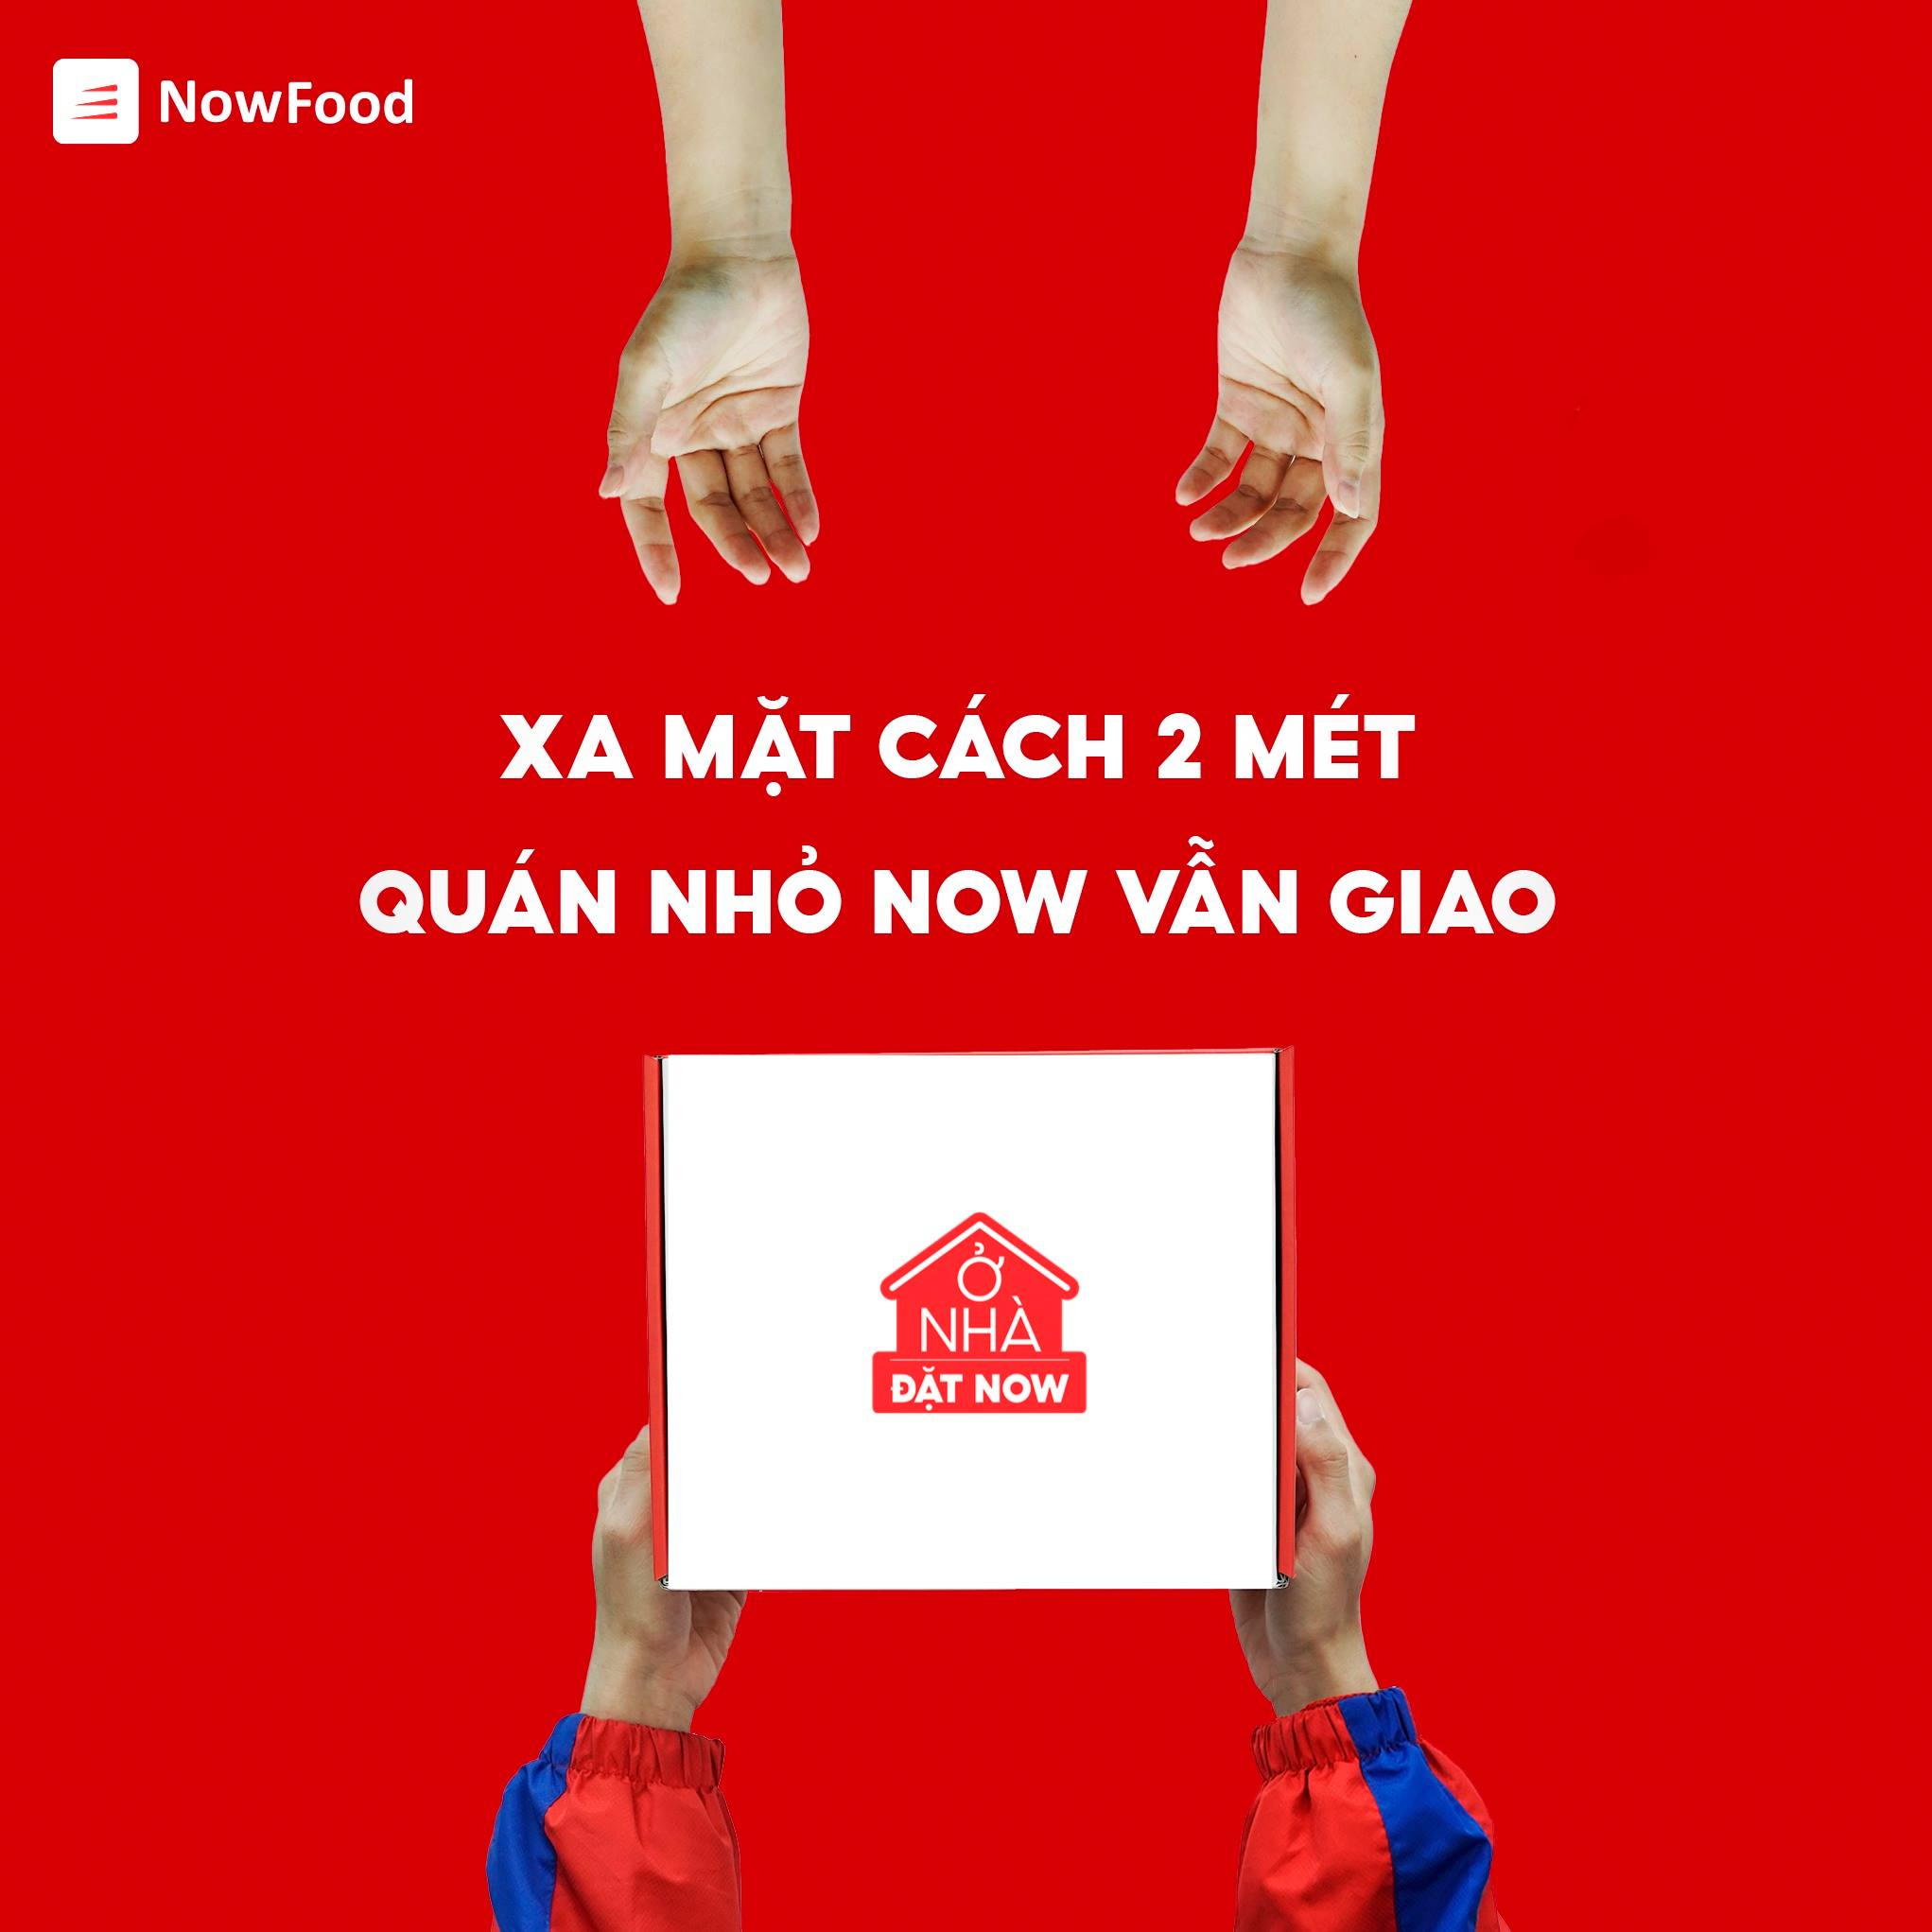 NowFood
XA MẶT CÁCH 2 MÉT
QUÁN NHỎ NOW VẪN GIAO
Ở
NHÀ
ĐẶT NOW